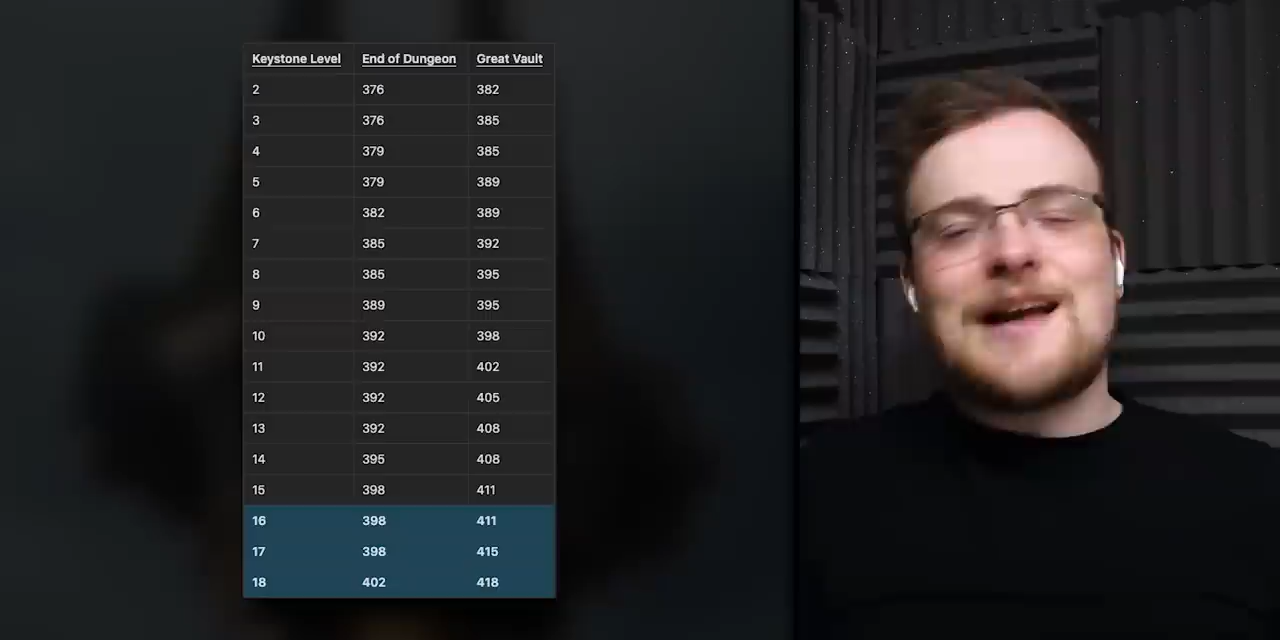 Keystone Level End of Dungeon Great Vault
2 376 382
3 376 385
4 379 385
5 379 389
6 382 389
7 385 392
8 385 395
9 389 395
10 392 398
11 392 402
12 392 405
13 392 408
14 395 408
15 398 411
16 398 411
17 398 415
18 402 418